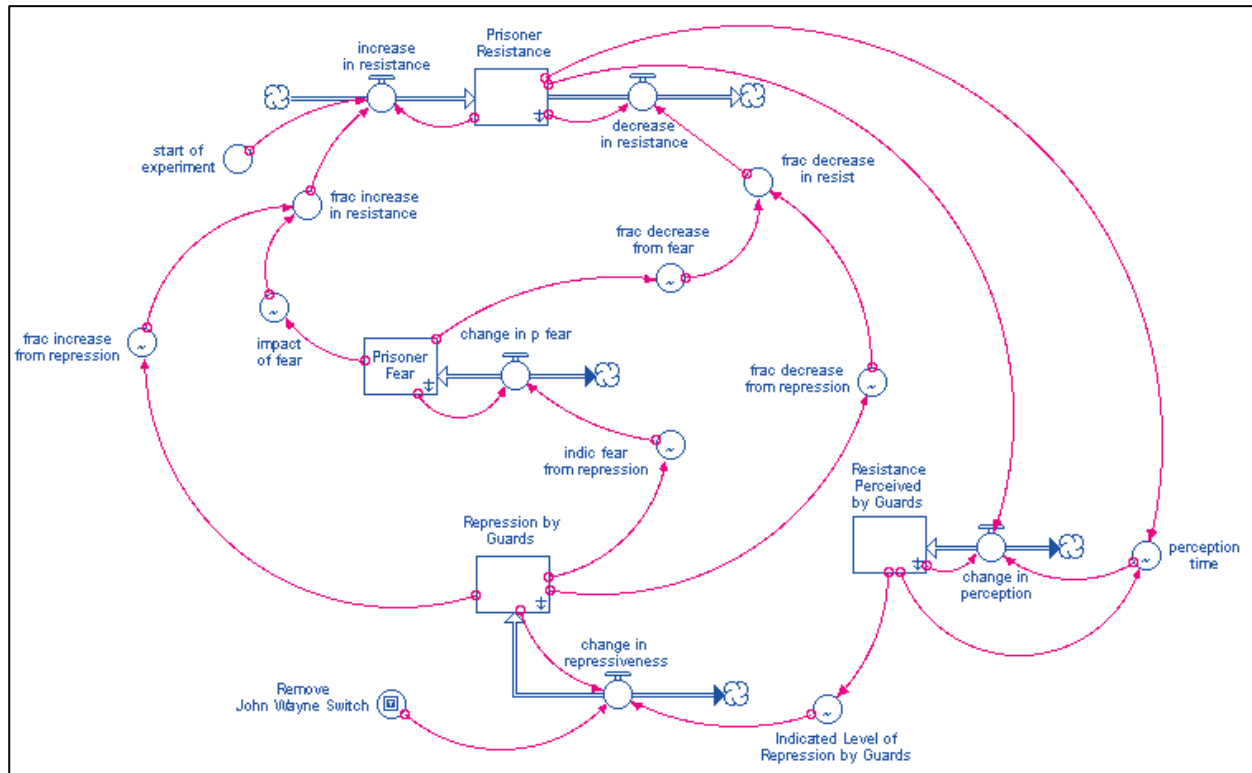 Prisoner
Resistance
increase
in resistance
decrease
in resistance
start of
experiment
frac decrease
in resist
frac increase
in resistance
frac decrease
from fear
change in p fear
frac increase
from repression
impact
of fear
Prisoner
Fear
frac decrease
from repression
indic fear
from repression
Resistance
Perceived
by Guards
Repression by
Guards
perception
time
change in
perception
change in
repressiveness
Remove
John Wayne Switch
Indicated Level of
Repression by Guards